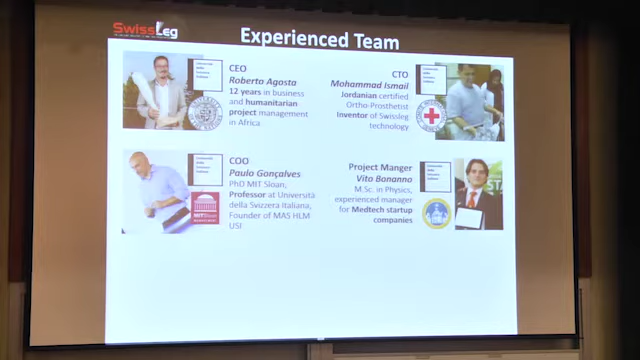 SwissLeg
Experienced Team
CEO
Roberto Agosta
12 years in business
and humanitarian
project management
in Africa
CTO
Mohammad Ismail
Jordanian certified
Ortho-Prosthetist
Inventor of Swissleg
technology
COO
Paulo Gonçalves
PhD MIT Sloan,
Professor at Università
della Svizzera Italiana,
Founder of MAS HLM
USI
Project Manger
Vito Bonanno
M.Sc. in Physics,
experienced manager
for Medtech startup
companies